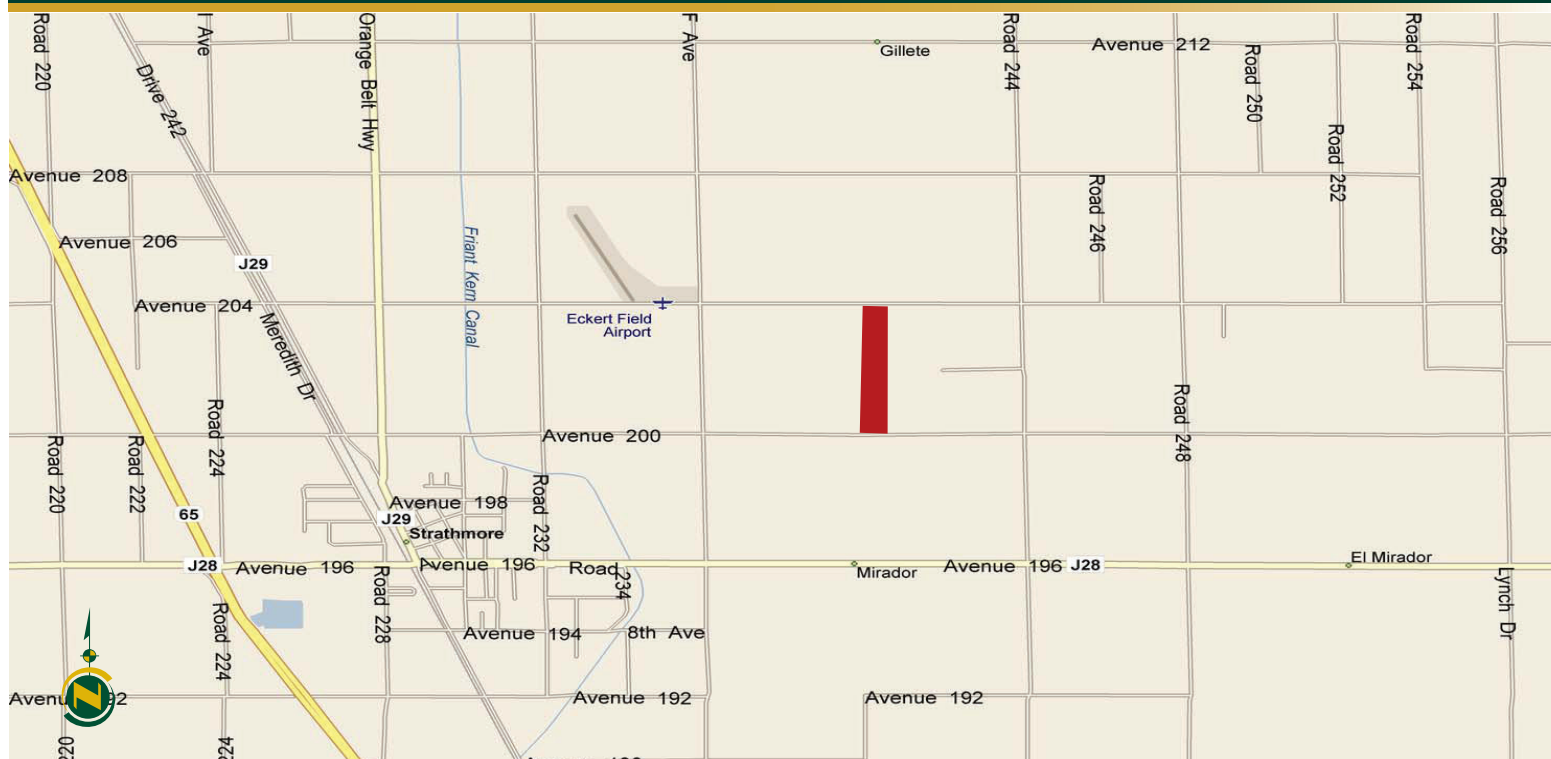 Road 220
I Ave
Orange Belt Hwy
F Ave
Gillete
Road 244
Avenue 212
Road 250
Road 254
Drive 242
Road 252
Avenue 208
Road 246
Road 256
Avenue 206
J29
Friant Kern Canal
Avenue 204
Eckert Field
Airport
Meredith Dr
Road 248
Road 224
Avenue 200
Road 220
Road 222
Road 232
Avenue 198
65
J29
Strathmore
J28
Avenue 196
Avenue 196
Road 234
Mirador
Avenue 196
J28
El Mirador
Road 228
Lynch Dr
Road 224
Avenue 194
8th Ave
N
Avenue 192
Avenue 192